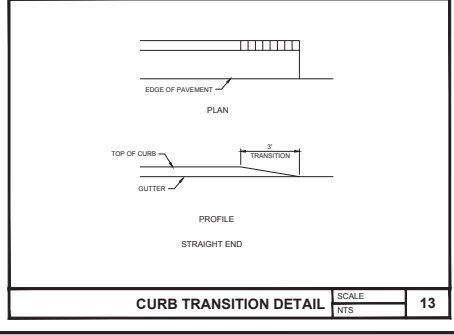 EDGE OF PAVEMENT
PLAN
3'
TRANSITION
TOP OF CURB
GUTTER
PROFILE
STRAIGHT END
CURB TRANSITION DETAIL
SCALE
NTS
13